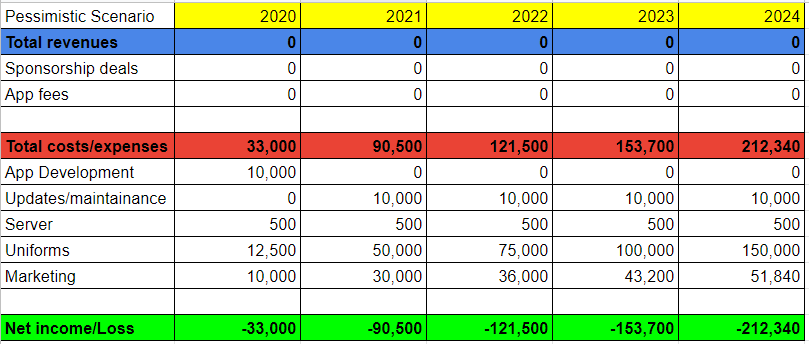 Pessimistic Scenario 2020 2021 2022 2023 2024
Total revenues 0 0 0 0 0
Sponsorship deals 0 0 0 0 0
App fees 0 0 0 0 0
Total costs/expenses 33,000 90,500 121,500 153,700 212,340
App Development 10,000 0 0 0 0
Updates/maintainance 0 10,000 10,000 10,000 10,000
Server 500 500 500 500 500
Uniforms 12,500 50,000 75,000 100,000 150,000
Marketing 10,000 30,000 36,000 43,200 51,840
Net income/Loss -33,000 -90,500 -121,500 -153,700 -212,340